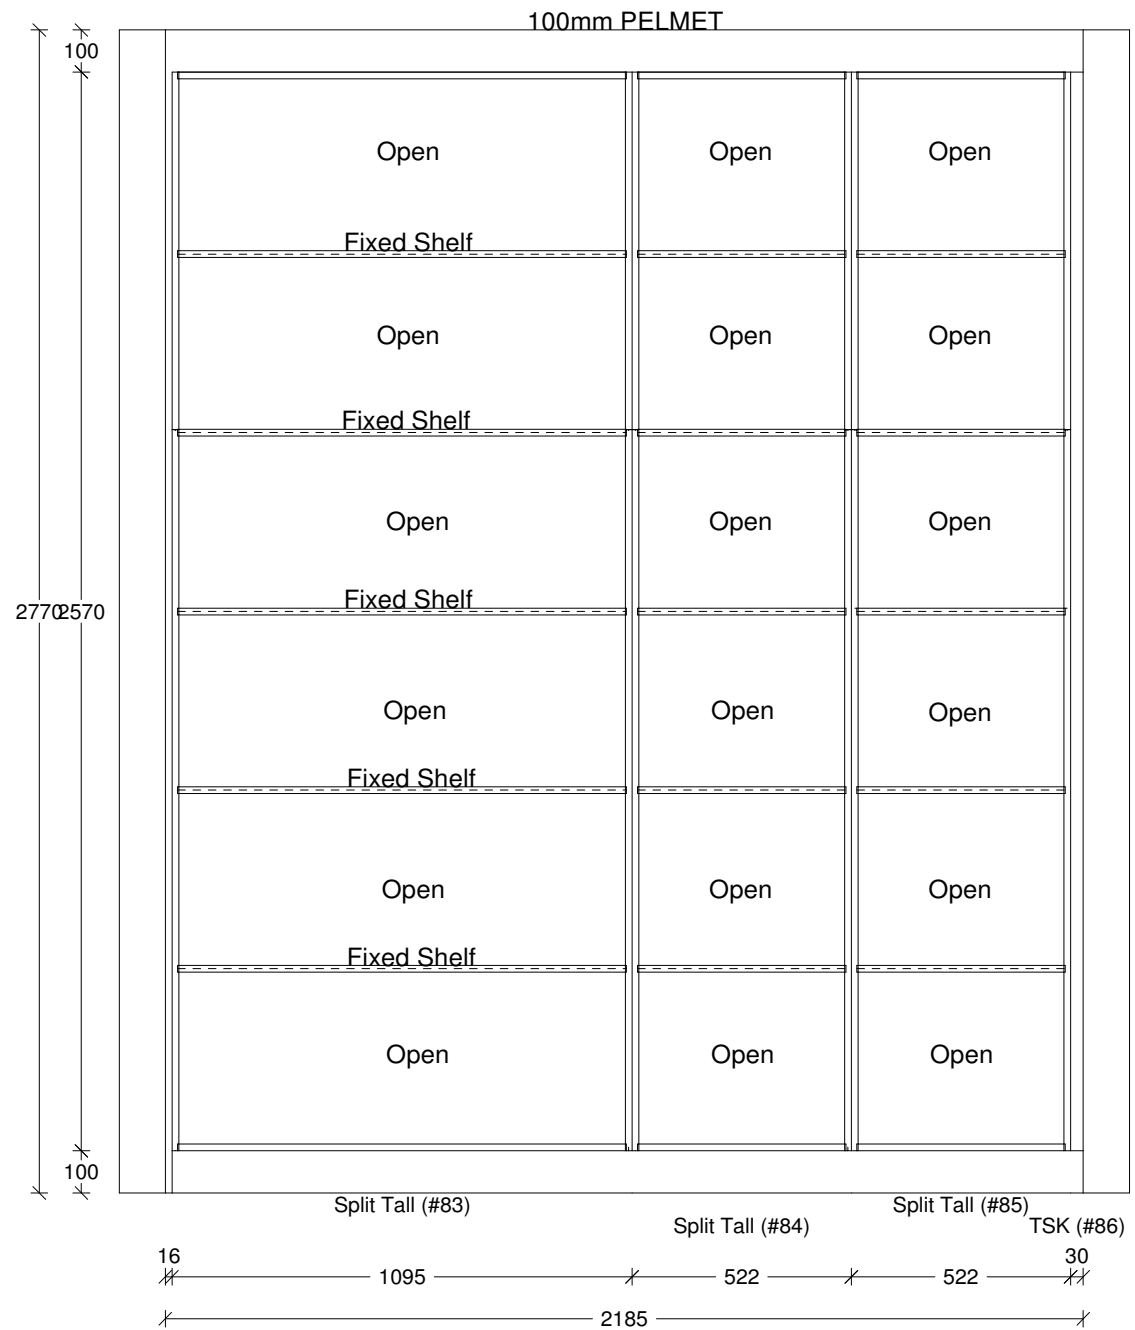 100mm PELMET
100
Open Open Open
Fixed Shelf
Open Open Open
Fixed Shelf
Open Open Open
Fixed Shelf
2770 2570
Open Open Open
Fixed Shelf
Open Open Open
Fixed Shelf
Open Open Open
100
Split Tall (#83) Split Tall (#85)
Split Tall (#84) TSK (#86)
16 30
1095 522 522
2185